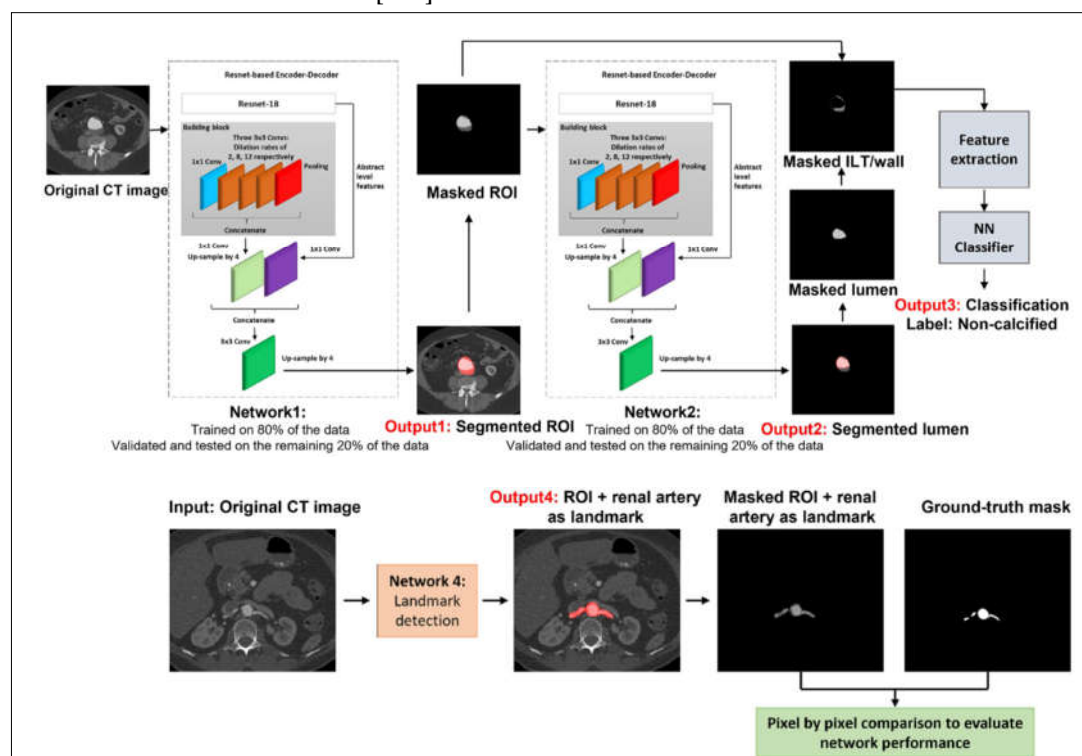 Resnet-based Encoder-Decoder
Resnet-18
Building block
Three 3x3 Convs:
Dilation rates
of
2, 8, 12 respectively
1x1 Conv
Pooling
Abstract
level
features
Concatenate
1x1 Conv
Up-sample by 4
1x1 Conv
Concatenate
3x3 Conv
Up-sample by 4
Original CT image
Network1:
Trained on 80% of the data
Validated and tested on the remaining 20% of the data
Masked ROI
Output1: Segmented ROI
Resnet-based Encoder-Decoder
Resnet-18
Building block
Three 3x3 Convs:
Dilation rates of
2, 8, 12 respectively
1x1 Conv
Pooling
Abstract
level
features
Concatenate
1x1 Conv
Up-sample by 4
1x1 Conv
Concatenate
3x3 Conv
Up-sample by 4
Network2:
Trained on 80% of the data
Validated and tested on the remaining 20% of the data
Masked ILT/wall
Masked lumen
Output2: Segmented lumen
Feature
extraction
NN
Classifier
Output3: Classification
Label: Non-calcified
Input: Original CT image
Network 4:
Landmark
detection
Output4: ROI + renal artery
as landmark
Masked ROI + renal
artery as landmark
Ground-truth mask
Pixel by pixel comparison to evaluate
network performance